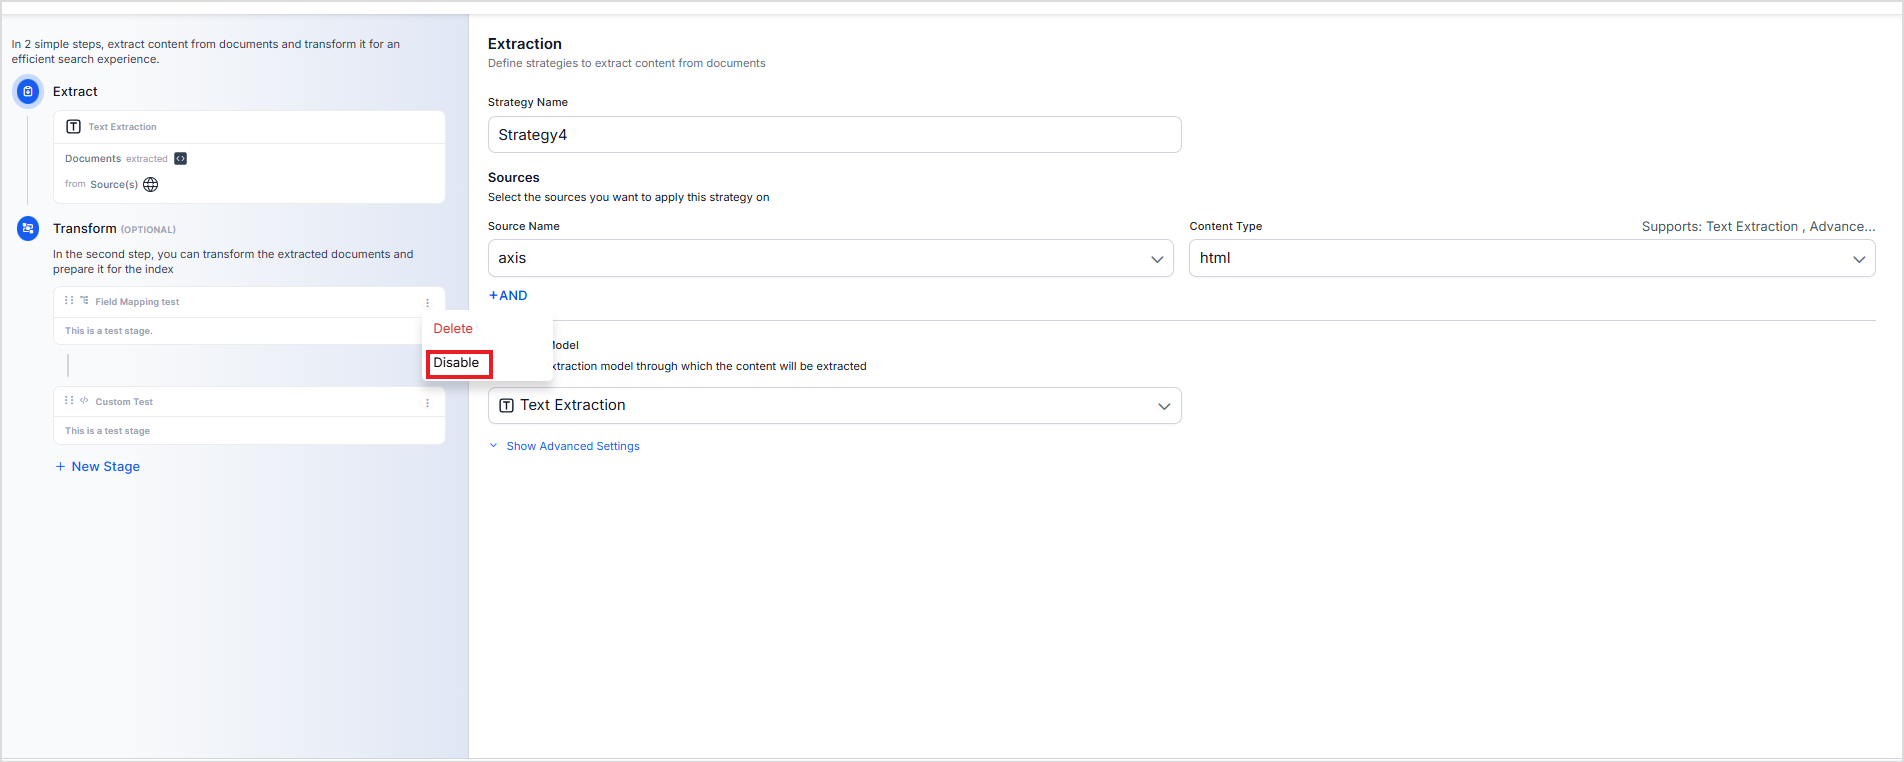 In 2 simple steps, extract content from documents and transform it for an
efficient search experience.
Extract
Text Extraction
Documents extracted
from Source(s)
Transform (OPTIONAL)
In the second step, you can transform the extracted documents and
prepare it for the index
Field Mapping test
This is a test stage.
Custom Test
This is a test stage
+ New Stage
Delete
Disable
Extraction
Define strategies to extract content from documents
Strategy Name
Strategy4
Sources
Select the sources you want to apply this strategy on
Source Name
axis
Content Type
Supports: Text Extraction , Advance...
html
+AND
Model
xtraction model through which the content will be extracted
Text Extraction
Show Advanced Settings